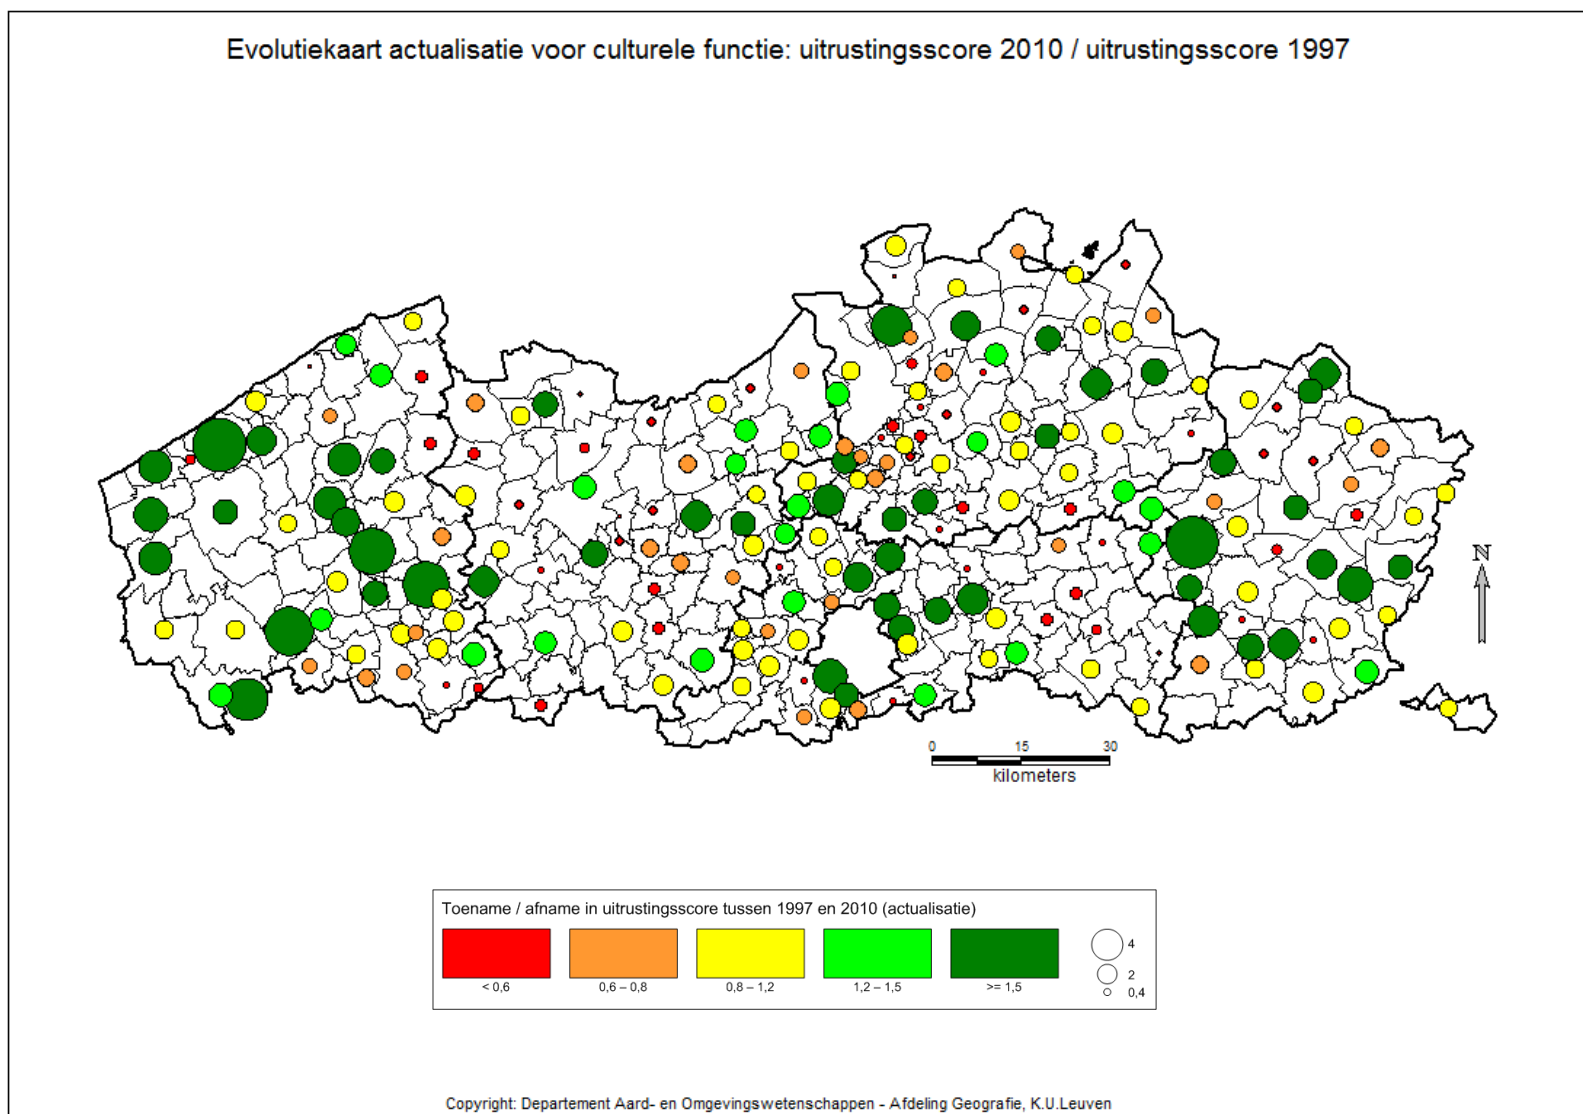 Evolutiekaart actualisatie voor culturele functie: uitrustingsscore 2010 / uitrustingsscore 1997
N
0 15 30
kilometers
Toename / afname in uitrustingsscore tussen 1997 en 2010 (actualisatie)
4
2
0,4
< 0,6 0,6 – 0,8 0,8 – 1,2 1,2 – 1,5 >= 1,5
Copyright: Departement Aard- en Omgevingswetenschappen - Afdeling Geografie, K.U.Leuven